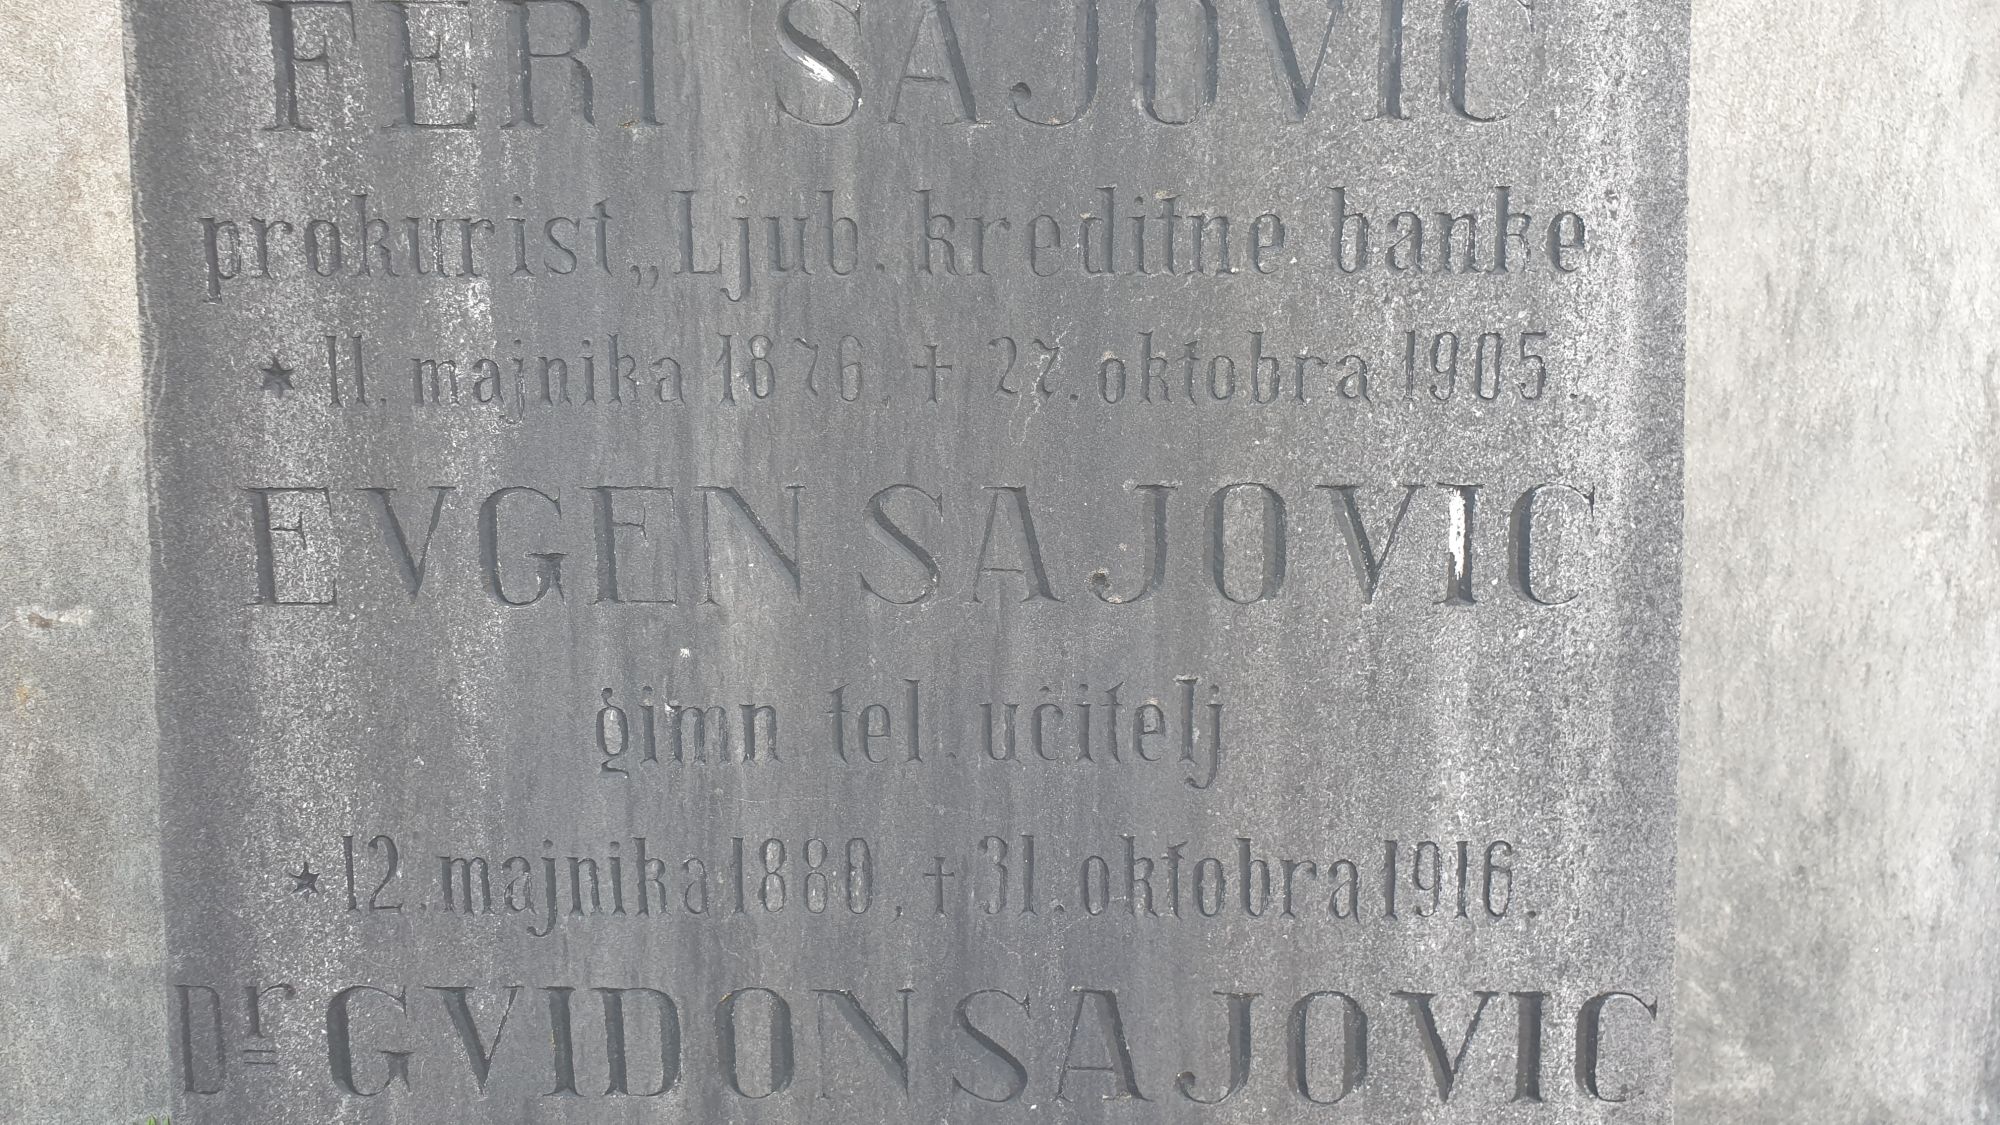 FERI SAJOVIC
prokurist „Ljub. kreditne banke
* 11. majnika 1876, + 27. oktobra 1905.
EVGEN SAJOVIC
gimn. tel. učitelj
* 12. majnika 1880, + 31. oktobra 1916.
Dr GVIDON SAJOVIC